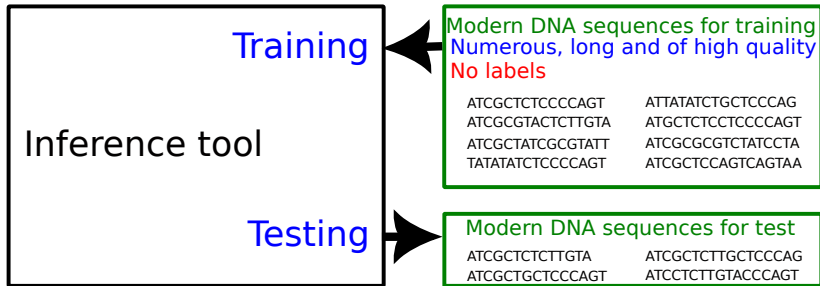 Training
Inference tool
Testing
Modern DNA sequences for training
Numerous, long and of high quality
No labels
ATCGCTCTCCCCAGT ATTATATCTGCTCCCAG
ATCGCGTACTCTTGTA ATGCTCTCCTCCCCAGT
ATCGCTATCGCGTATT ATCGCGCGTCTATCCTA
TATATATCTCCCCAGT ATCGCTCCAGTCAGTAA
Modern DNA sequences for test
ATCGCTCTCTTGTA ATCGCTCTTGCTCCCAG
ATCGCTGCTCCCAGT ATCCTCTTGTACCCAGT